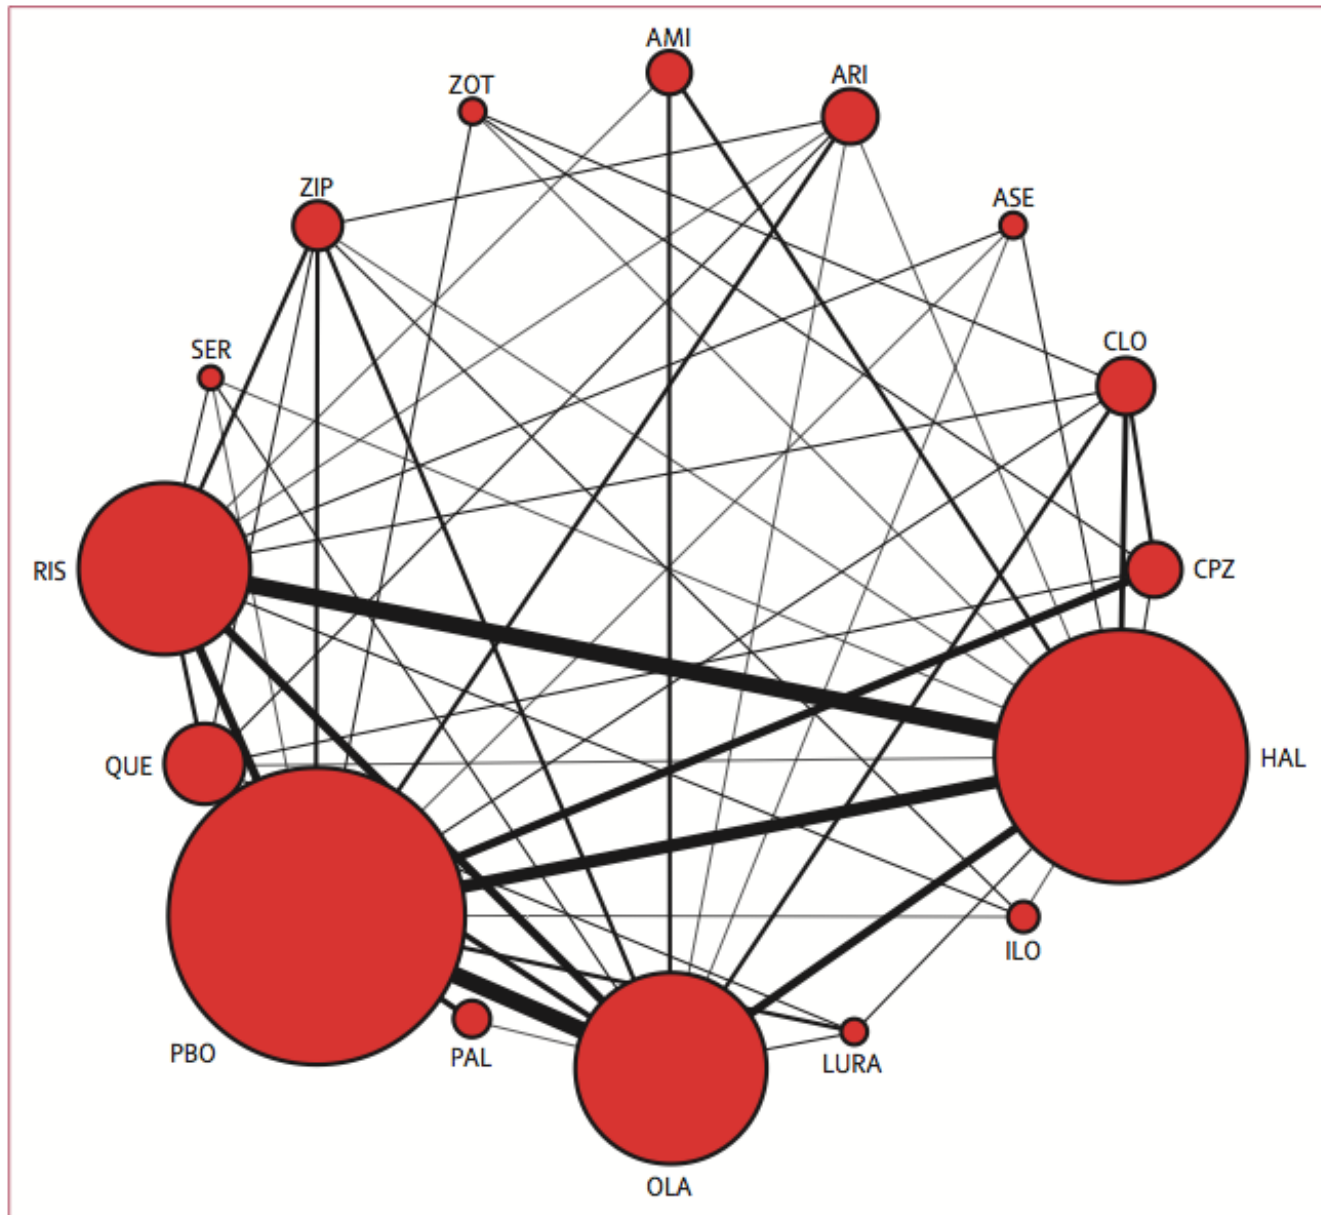 AMI
ARI
ZOT
ZIP
ASE
SER
CLO
RIS
CPZ
QUE
HAL
ILO
PBO
PAL
LURA
OLA